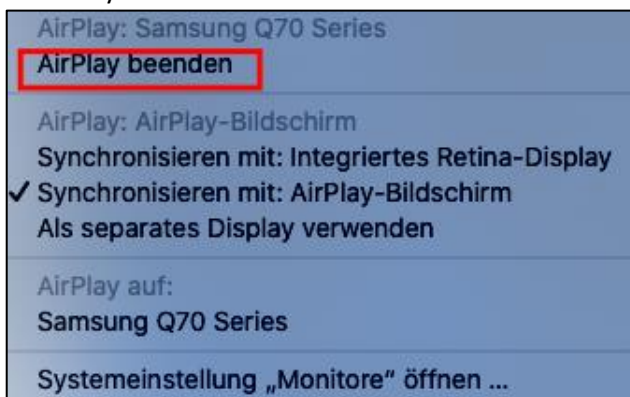 AirPlay: Samsung Q70 Series
AirPlay beenden
AirPlay: AirPlay-Bildschirm
Synchronisieren mit: Integriertes Retina-Display
✓ Synchronisieren mit: AirPlay-Bildschirm
Als separates Display verwenden
AirPlay auf:
Samsung Q70 Series
Systemeinstellung „Monitore“ öffnen ...